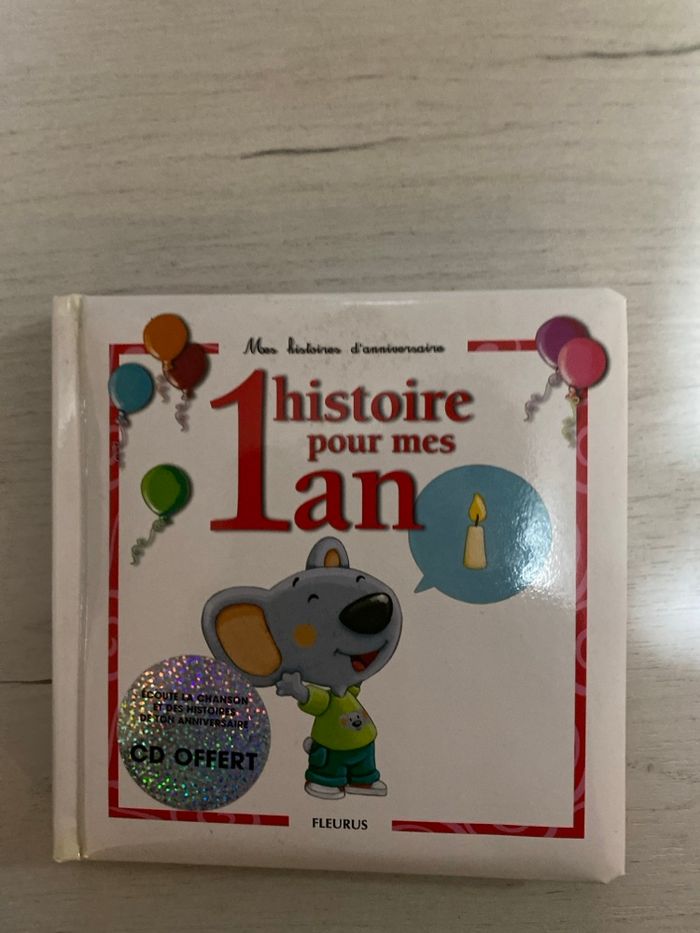 Mes histoires d'anniversaire
1 histoire
pour mes
1 an
ÉCOUTE LA CHANSON
ET DES HISTOIRES
DE TON ANNIVERSAIRE
CD OFFERT
FLEURUS